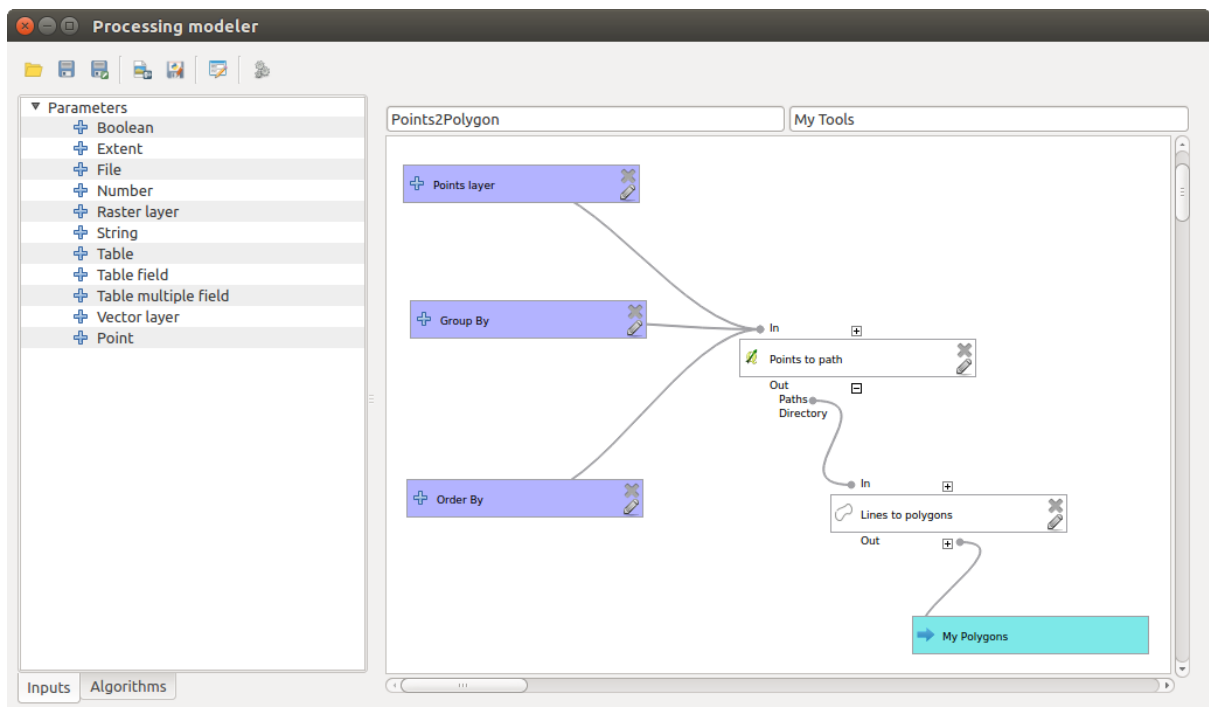 Processing modeler
Parameters
Boolean
Extent
File
Number
Raster layer
String
Table
Table field
Table multiple field
Vector layer
Point
Inputs
Algorithms
Points2Polygon
My Tools
Points layer
Group By
In
Points to path
Out
Paths
Directory
Order By
In
Lines to polygons
Out
My Polygons